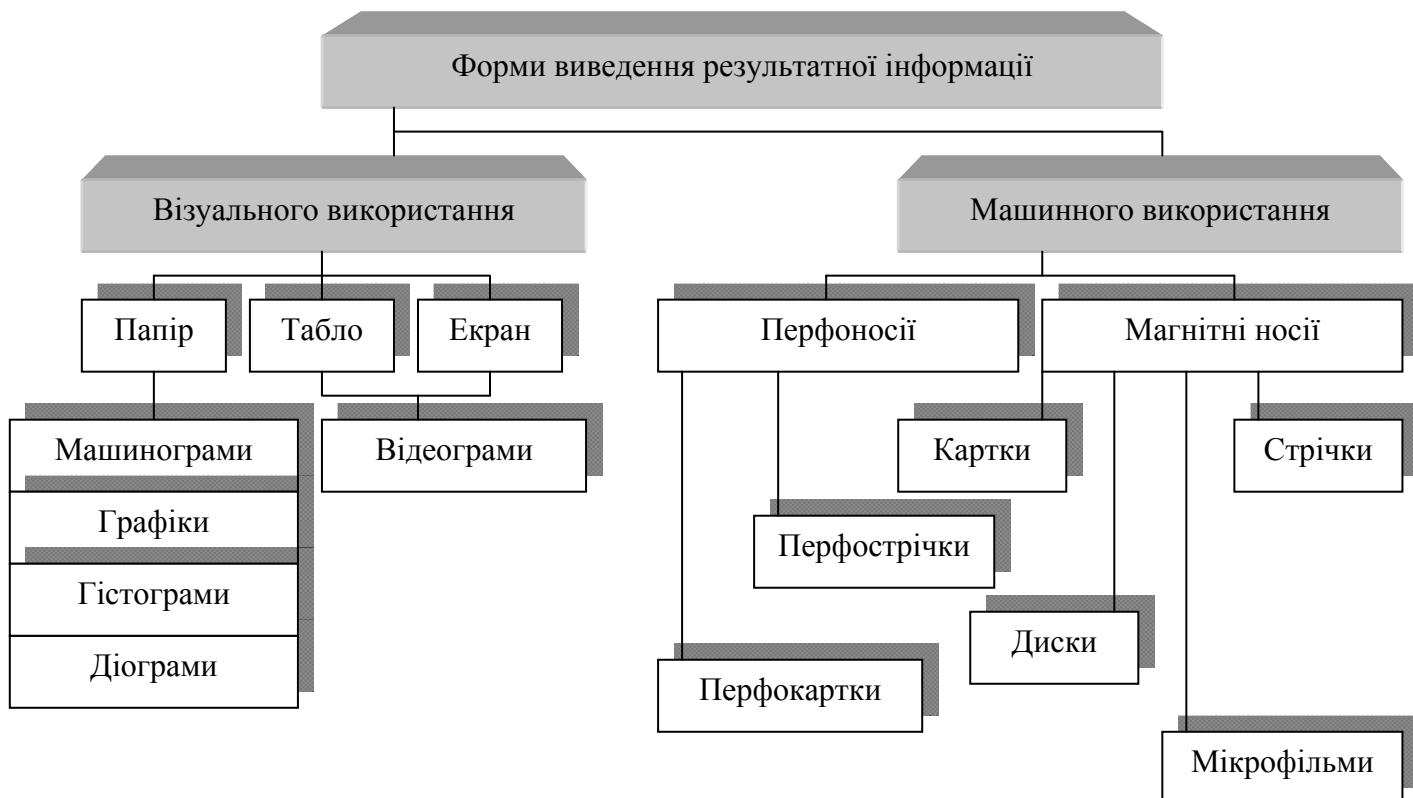 Форми виведення результатної інформації
Візуального використання
Машинного використання
Папір
Табло
Екран
Перфоносії
Магнітні носії
Машинограми
Відеограми
Картки
Стрічки
Графіки
Перфострічки
Гістограми
Диски
Діограми
Перфокартки
Мікрофільми